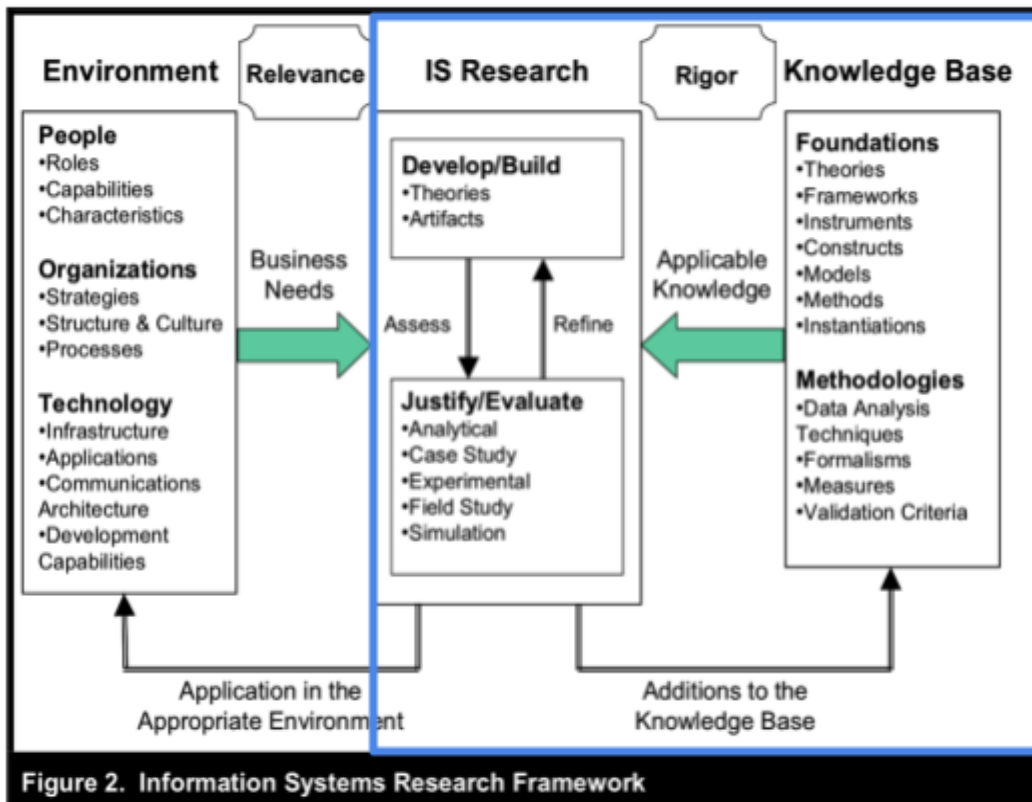 Environment
Relevance
IS Research
Rigor
Knowledge Base
People
•Roles
•Capabilities
•Characteristics
Organizations
•Strategies
•Structure & Culture
•Processes
Technology
•Infrastructure
•Applications
•Communications
Architecture
•Development
Capabilities
Business
Needs
Develop/Build
•Theories
•Artifacts
Assess
Refine
Justify/Evaluate
•Analytical
•Case Study
•Experimental
•Field Study
•Simulation
Applicable
Knowledge
Foundations
•Theories
•Frameworks
•Instruments
•Constructs
•Models
•Methods
•Instantiations
Methodologies
•Data Analysis
Techniques
•Formalisms
•Measures
•Validation Criteria
Application in the
Appropriate Environment
Additions to the
Knowledge Base
Figure 2. Information Systems Research Framework